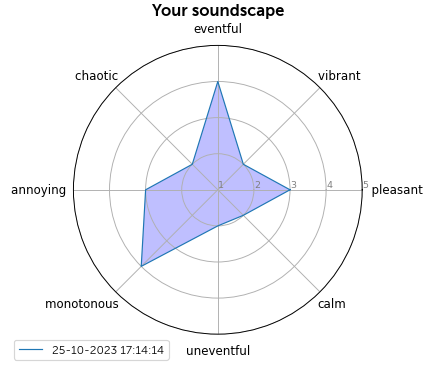 Your soundscape
eventful
chaotic
vibrant
annoying
1
2
3
4
5
pleasant
monotonous
calm
uneventful
25-10-2023 17:14:14